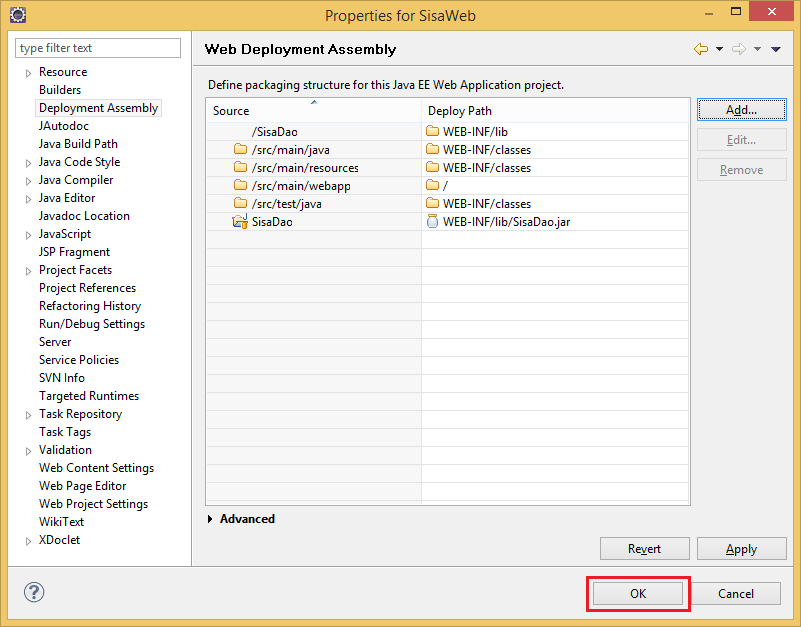 Properties for SisaWeb
type filter text
Resource
Builders
Deployment Assembly
JAutodoc
Java Build Path
Java Code Style
Java Compiler
Java Editor
Javadoc Location
JavaScript
JSP Fragment
Project Facets
Project References
Refactoring History
Run/Debug Settings
Server
Service Policies
SVN Info
Targeted Runtimes
Task Repository
Task Tags
Validation
Web Content Settings
Web Page Editor
Web Project Settings
WikiText
XDoclet
Web Deployment Assembly
Define packaging structure for this Java EE Web Application project.
Source Deploy Path
/SisaDao WEB-INF/lib
/src/main/java WEB-INF/classes
/src/main/resources WEB-INF/classes
/src/main/webapp /
/src/test/java WEB-INF/classes
SisaDao WEB-INF/lib/SisaDao.jar
Add...
Edit...
Remove
Advanced
Revert Apply
OK Cancel